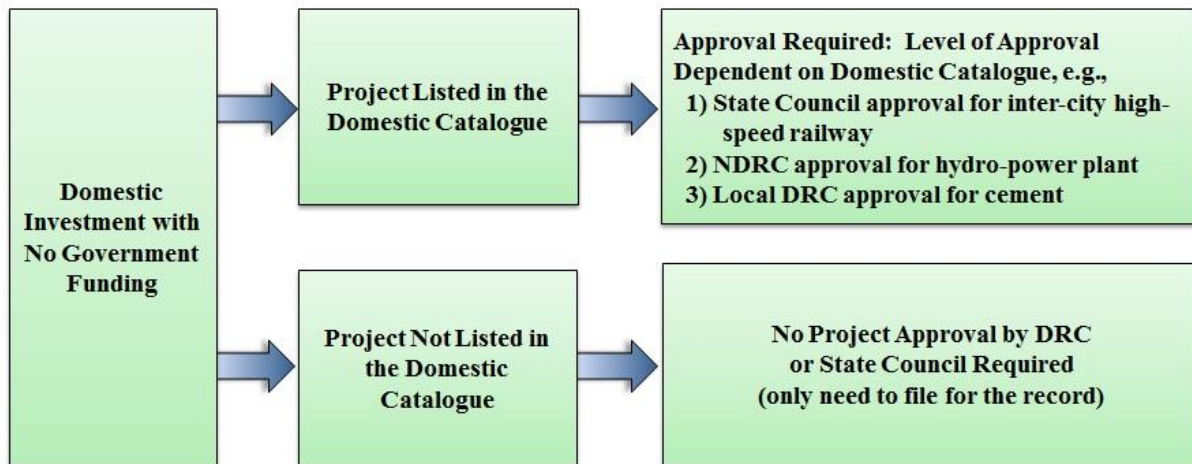 Domestic
Investment with
No Government
Funding
Project Listed in the
Domestic Catalogue
Approval Required: Level of Approval
Dependent on Domestic Catalogue, e.g.,
1) State Council approval for inter-city high-
speed railway
2) NDRC approval for hydro-power plant
3) Local DRC approval for cement
Project Not Listed in
the Domestic
Catalogue
No Project Approval by DRC
or State Council Required
(only need to file for the record)